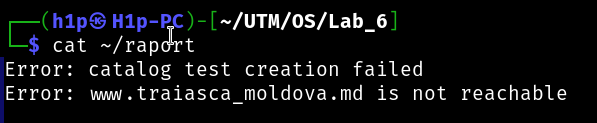 ┌──(h1p㉿H1p-PC)-[~/UTM/OS/Lab_6]
└─$ cat ~/raport
Error: catalog test creation failed
Error: www.traiasca_moldova.md is not reachable